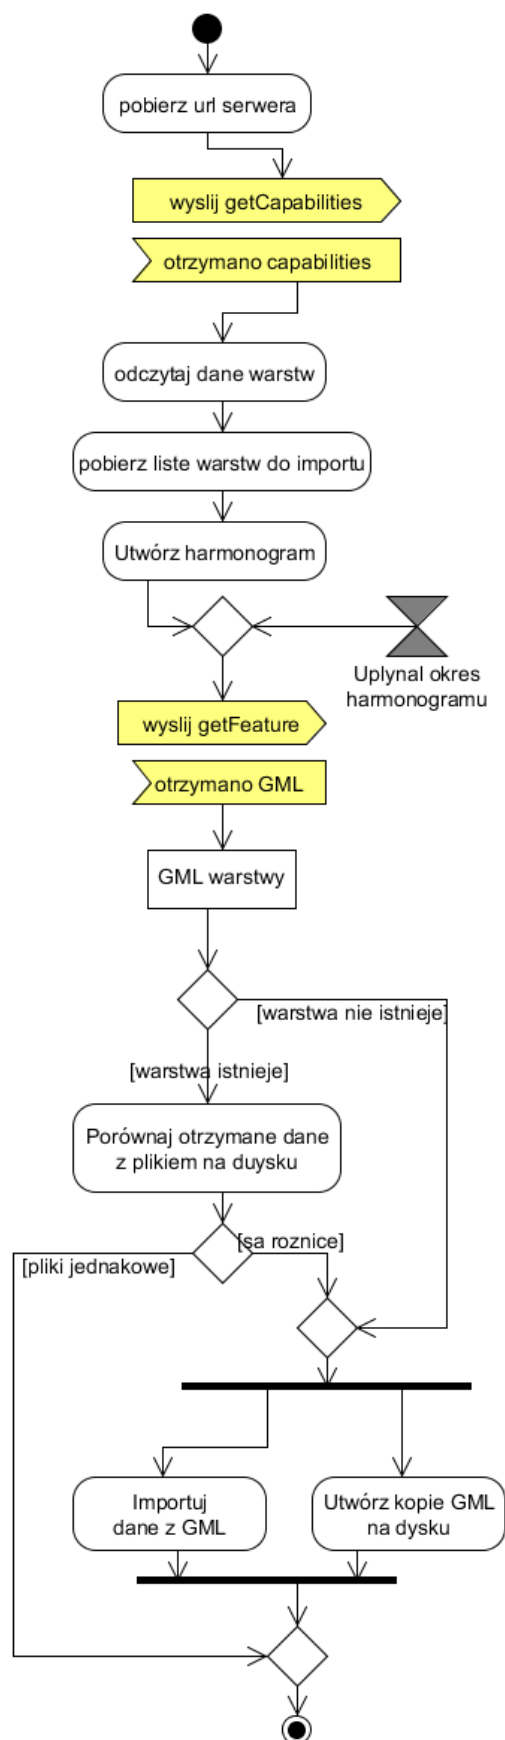 pobierz url serwera
wyslij getCapabilities
otrzymano capabilities
odczytaj dane warstw
pobierz liste warstw do importu
Utwórz harmonogram
Uplynal okres
harmonogramu
wyslij getFeature
otrzymano GML
GML warstwy
[warstwa nie istnieje]
[warstwa istnieje]
Porównaj otrzymane dane
z plikiem na duysku
[sa roznice]
[pliki jednakowe]
Importuj
dane z GML
Utwórz kopie GML
na dysku